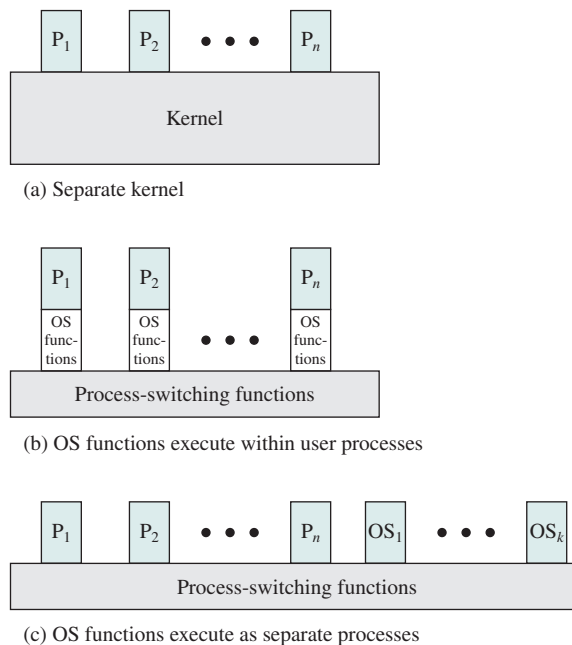 P1 P2 Pn
Kernel
(a) Separate kernel
P1 P2 Pn
OS func- tions OS func- tions OS func- tions
Process-switching functions
(b) OS functions execute within user processes
P1 P2 Pn OS1 OSk
Process-switching functions
(c) OS functions execute as separate processes